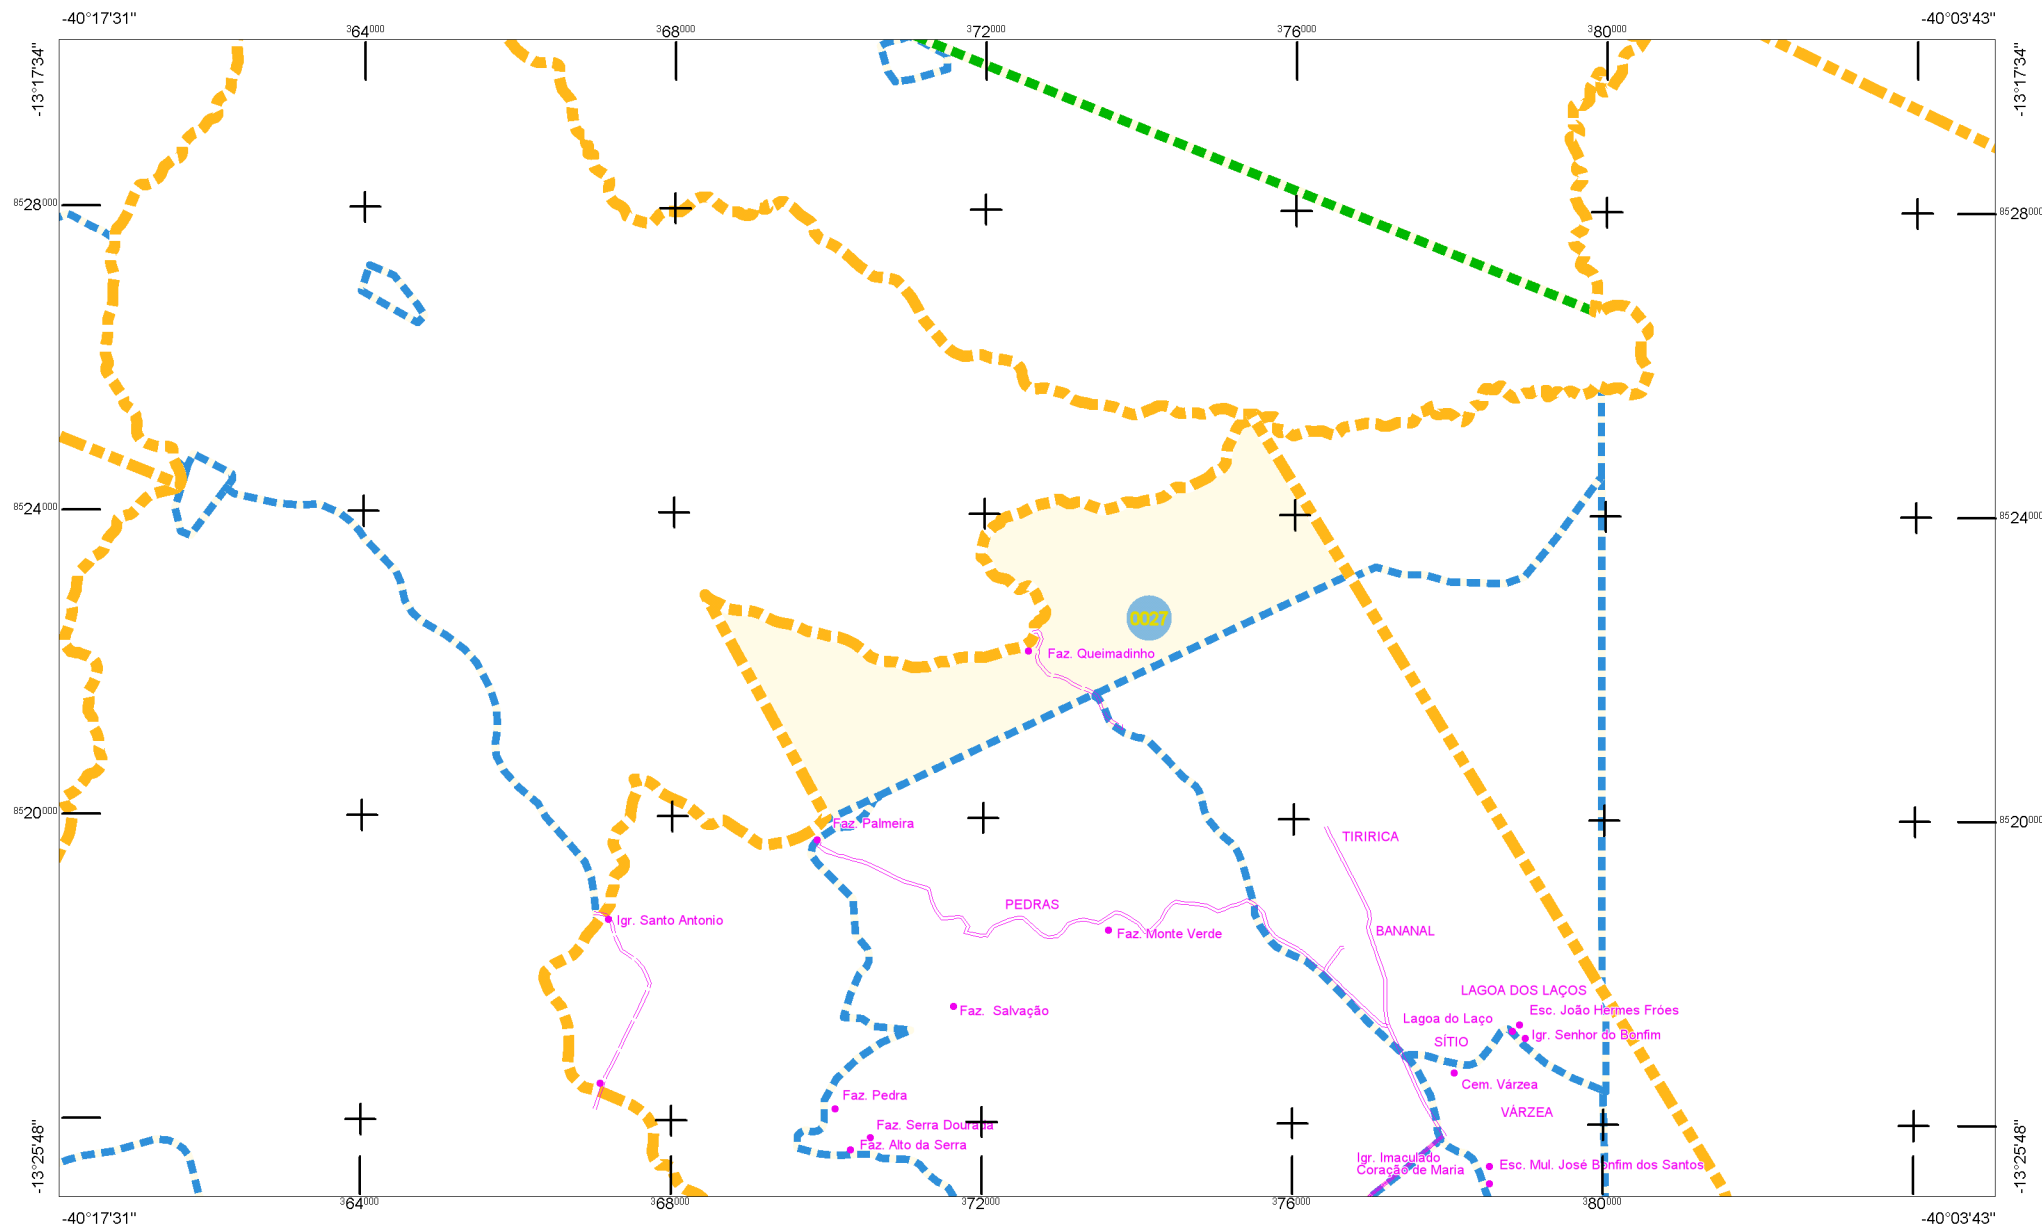 -40°17'31"
-40°03'43"
364000
368000
372000
376000
380000
-13°17'34"
-13°17'34"
8528000
8528000
8524000
8524000
0027
Faz. Queimadinho
8520000
8520000
Faz. Palmeira
TIRIRICA
PEDRAS
Igr. Santo Antonio
Faz. Monte Verde
BANANAL
LAGOA DOS LAÇOS
Faz. Salvação
Esc. João Hermes Fróes
Lagoa do Laço
Igr. Senhor do Bonfim
SÍTIO
Cem. Várzea
Faz. Pedra
VÁRZEA
Faz. Serra Dourada
Faz. Alto da Serra
Igr. Imaculado
Coração de Maria
Esc. Mul. José Bonfim dos Santos
-13°25'48"
-13°25'48"
364000
368000
372000
376000
380000
-40°17'31"
-40°03'43"